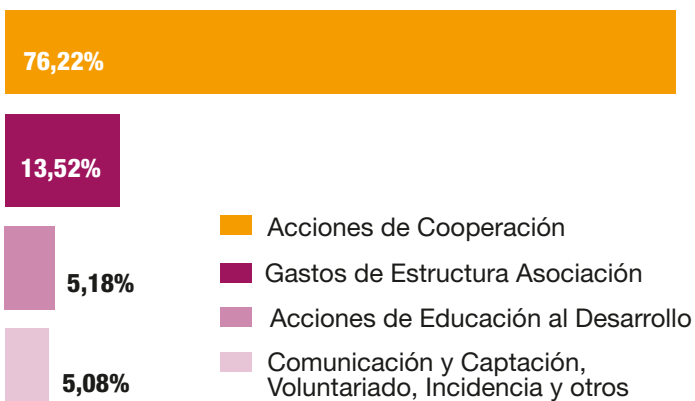 76,22%
13,52%
5,18%
5,08%
Acciones de Cooperación
Gastos de Estructura Asociación
Acciones de Educación al Desarrollo
Comunicación y Captación,
Voluntariado, Incidencia y otros